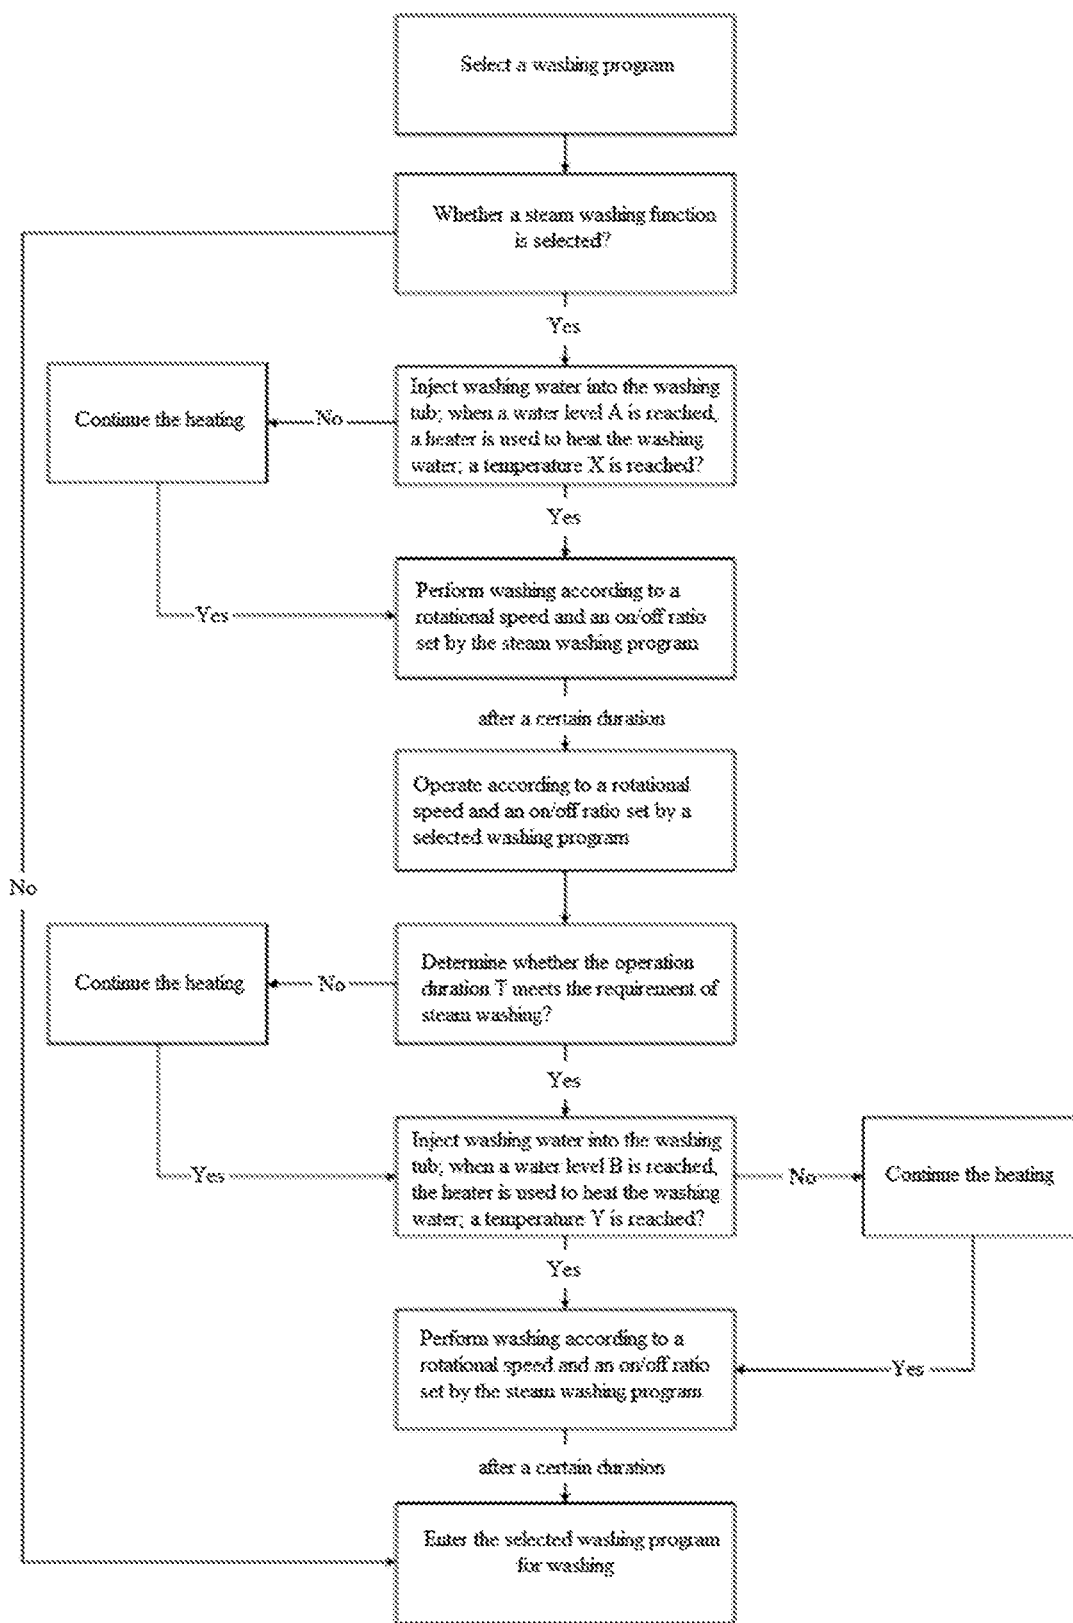 Select a washing program
Whether a steam washing function
is selected?
Yes
Inject washing water into the washing
tub; when a water level A is reached,
a heater is used to heat the washing
water; a temperature X is reached?
No
Continue the heating
Yes
Yes
Perform washing according to a
rotational speed and an on/off ratio
set by the steam washing program
after a certain duration
Operate according to a rotational
speed and an on/off ratio set by a
selected washing program
No
Determine whether the operation
duration T meets the requirement of
steam washing?
No
Continue the heating
Yes
Yes
Inject washing water into the washing
tub; when a water level B is reached,
the heater is used to heat the washing
water; a temperature Y is reached?
No
Continue the heating
Yes
Perform washing according to a
rotational speed and an on/off ratio
set by the steam washing program
Yes
after a certain duration
Enter the selected washing program
for washing